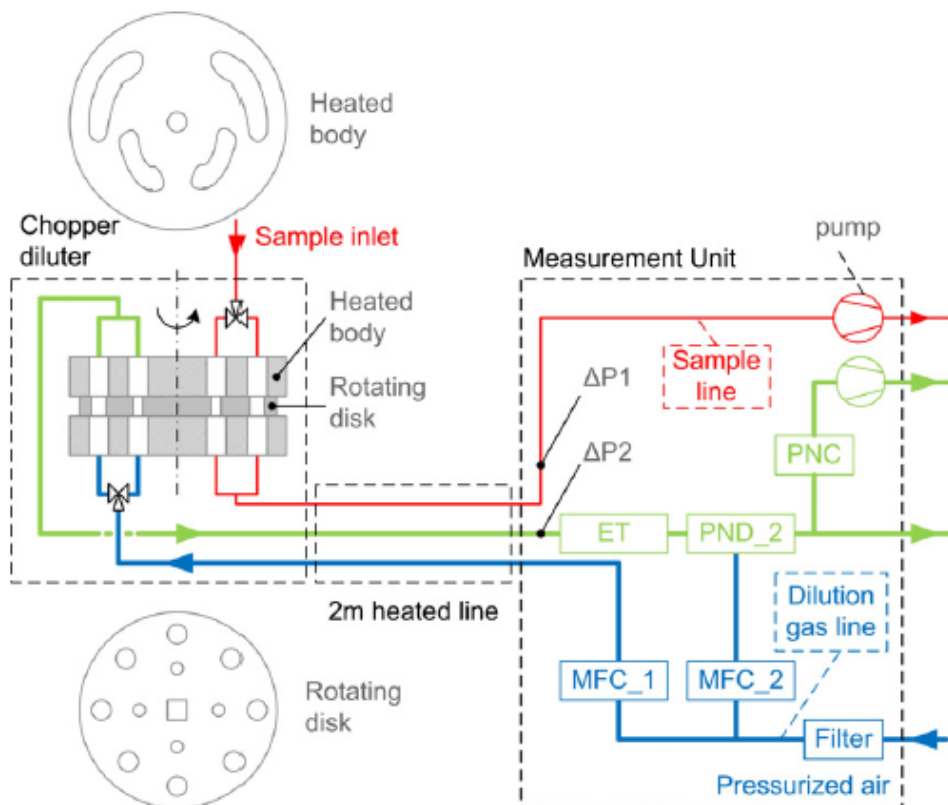 Heated
body
Chopper
diluter
Sample inlet
pump
Measurement Unit
Heated
body
Rotating
disk
Sample
line
ΔP1
ΔP2
PNC
ET
PND_2
2m heated line
Dilution
gas line
MFC_1
MFC_2
Rotating
disk
Filter
Pressurized air